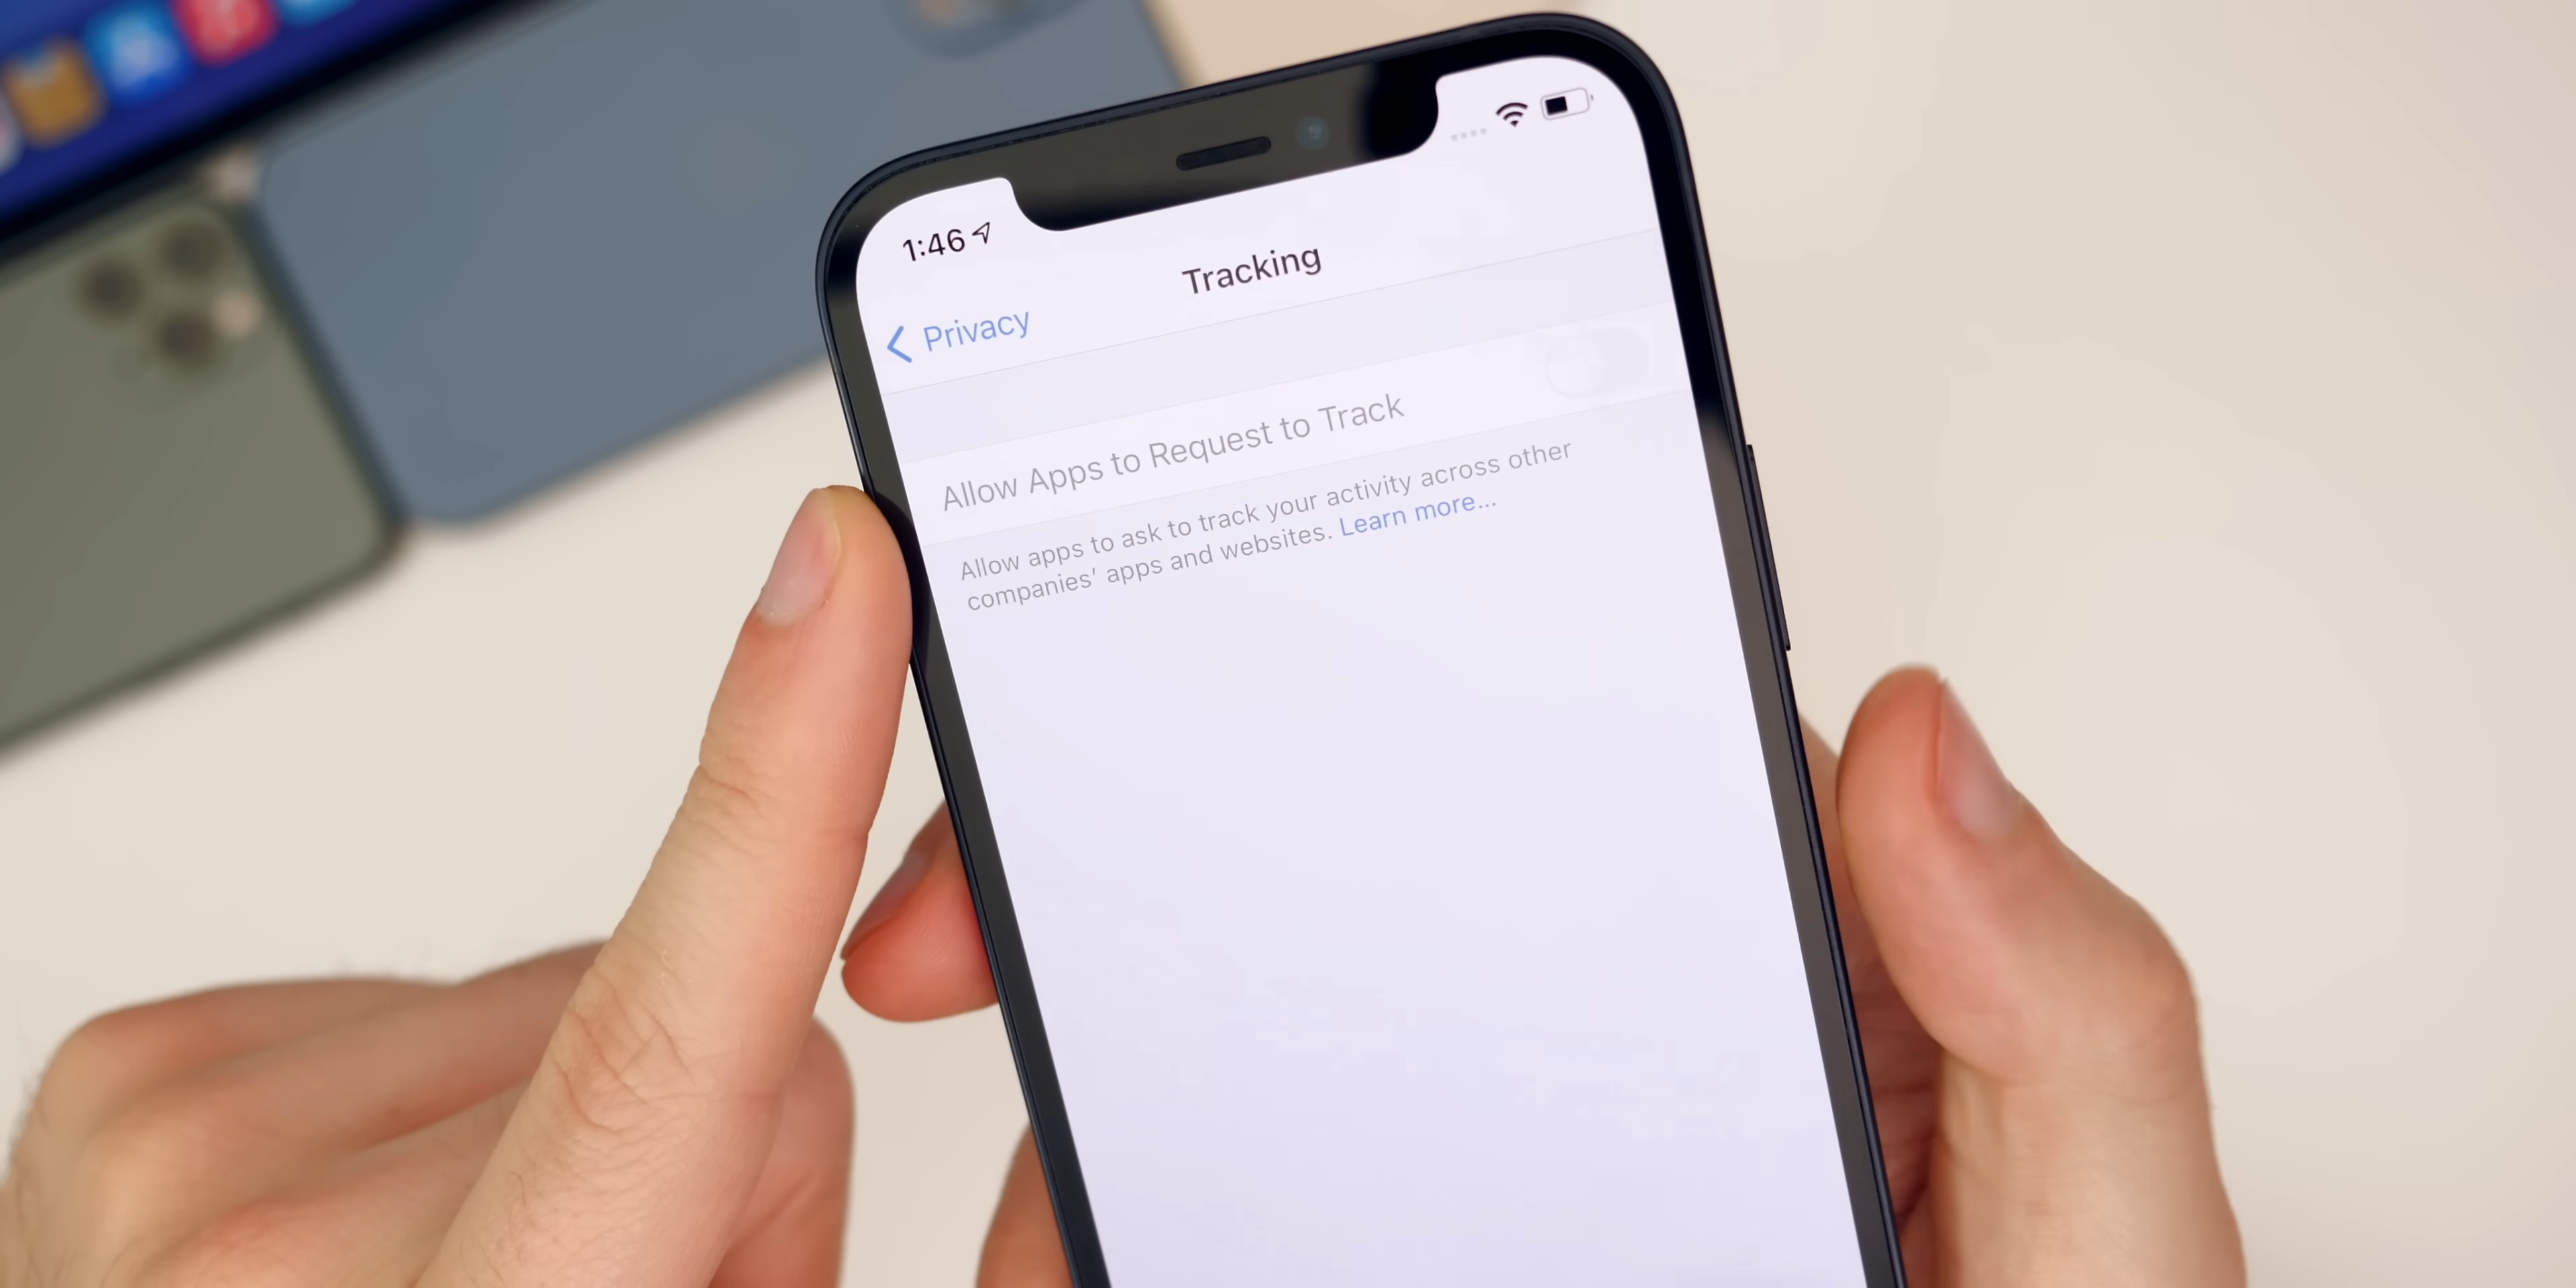 1:46
Privacy
Tracking
Allow Apps to Request to Track
Allow apps to ask to track your activity across other
companies' apps and websites. Learn more...